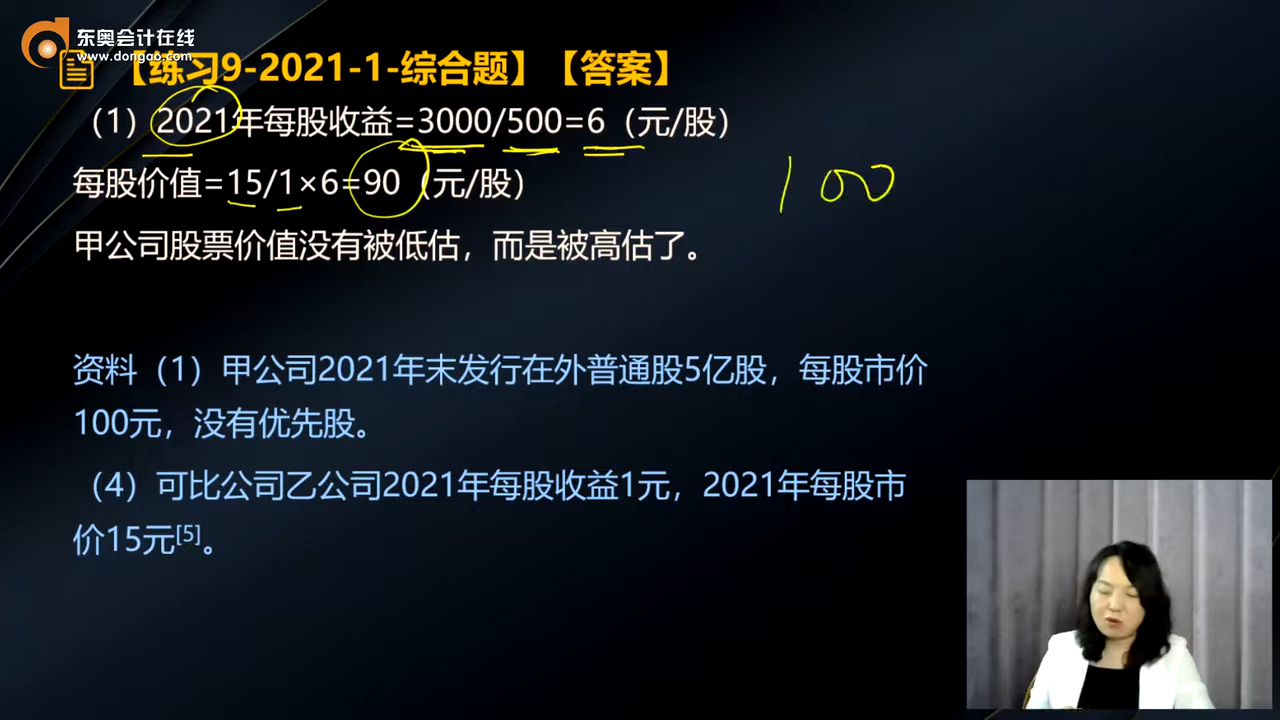 东奥会计在线
www.dongao.com
【练习9-2021-1-综合题】【答案】
（1）2021年每股收益=3000/500=6（元/股）
每股价值=15/1×6=90（元/股）
100
甲公司股票价值没有被低估，而是被高估了。
资料（1）甲公司2021年末发行在外普通股5亿股，每股市价
100元，没有优先股。
（4）可比公司乙公司2021年每股收益1元，2021年每股市
价15元[5]。